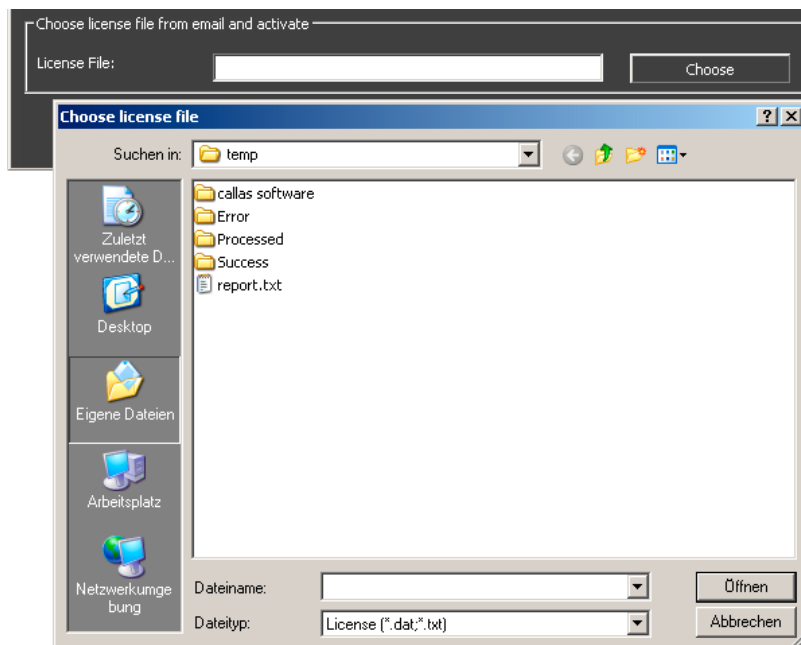 Choose license file from email and activate
License File:
Choose
Choose license file
Suchen in:
temp
callas software
Error
Processed
Success
report.txt
Zuletzt
verwendete D...
Desktop
Eigene Dateien
Arbeitsplatz
Netzwerkumge
bung
Dateiname:
Öffnen
Dateityp:
License (*.dat;*.txt)
Abbrechen